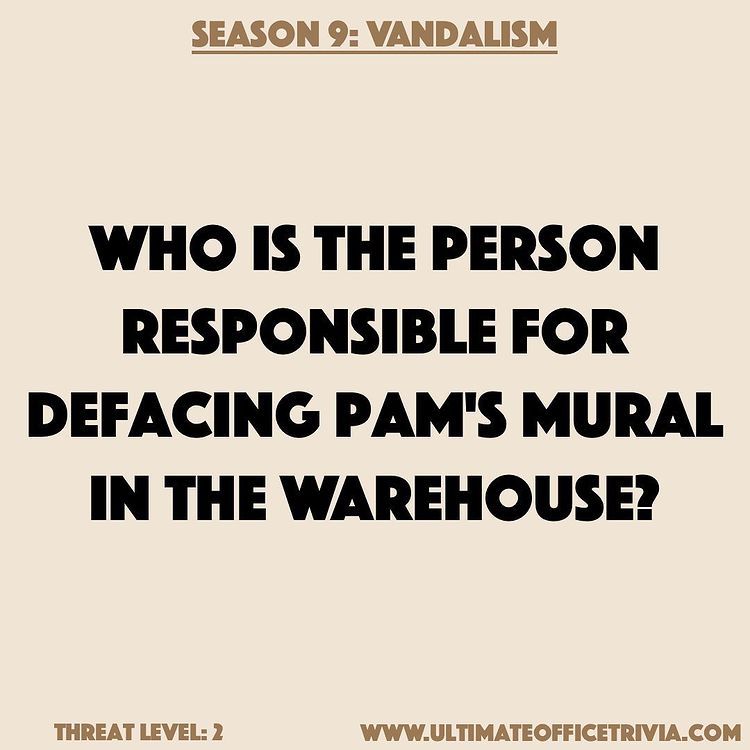 SEASON 9: VANDALISM
WHO IS THE PERSON
RESPONSIBLE FOR
DEFACING PAM'S MURAL
IN THE WAREHOUSE?
THREAT LEVEL: 2
WWW.ULTIMATEOFFICETRIVIA.COM